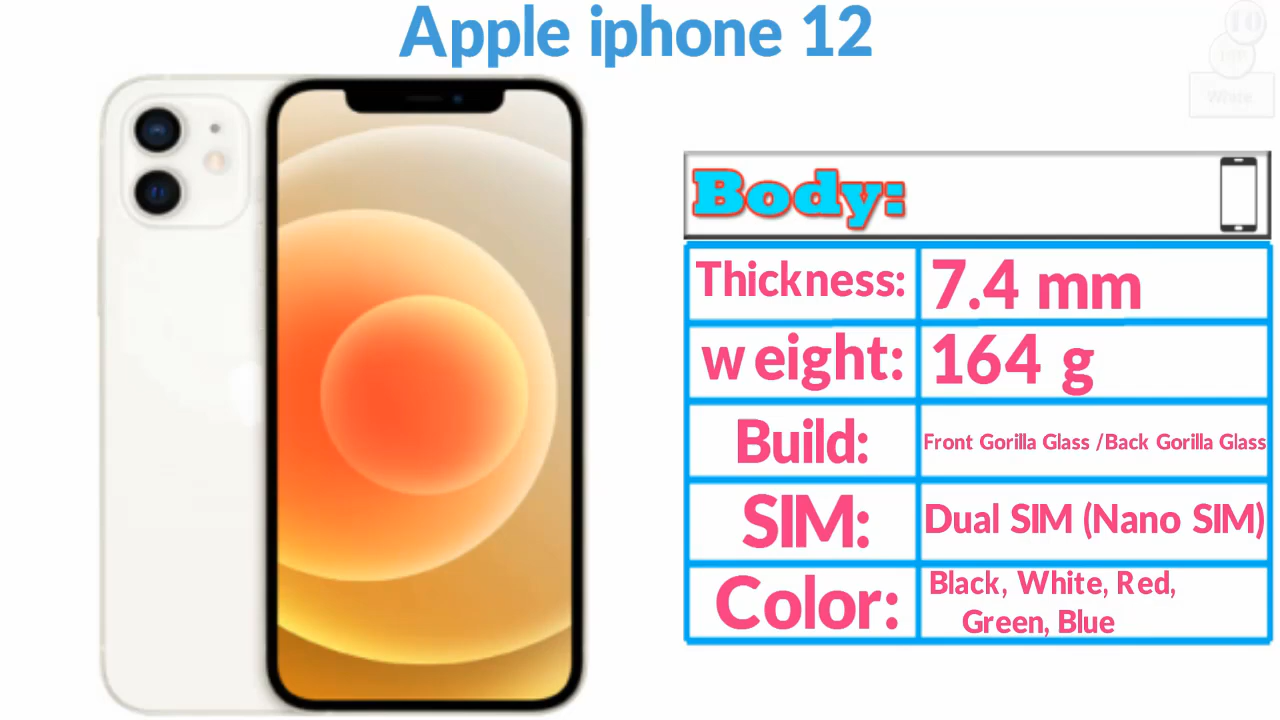 Apple iphone 12
Body:
Thickness: 7.4 mm
weight: 164 g
Build: Front Gorilla Glass /Back Gorilla Glass
SIM: Dual SIM (Nano SIM)
Color: Black, White, Red,
Green, Blue